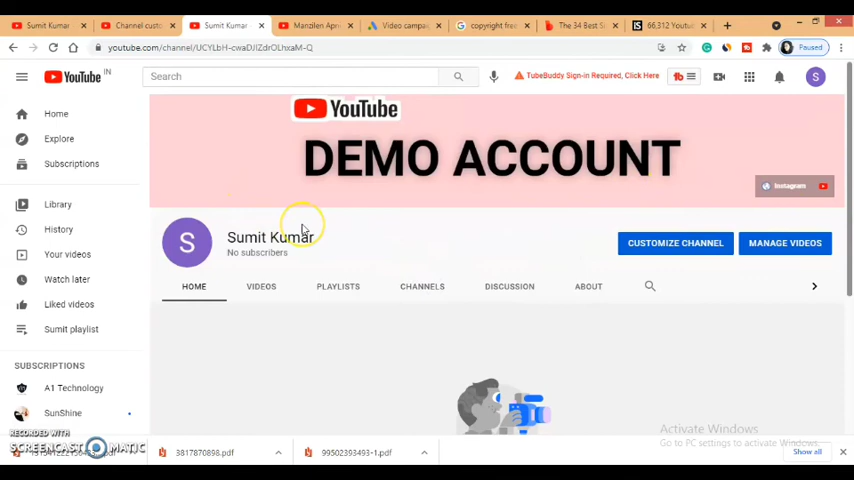 Sumit Kumar
Channel custo
Sumit Kumar
Manzilen Apn
Video campai
copyright free
The 34 Best Si
66,312 Youtub
youtube.com/channel/UCYLbH-cwaDJlZdrOLhxaM-Q
Paused
YouTube IN
Search
TubeBuddy Sign-in Required, Click Here
tb
S
Home
Explore
Subscriptions
Library
History
Your videos
Watch later
Liked videos
Sumit playlist
SUBSCRIPTIONS
A1 Technology
SunShine
YouTube
DEMO ACCOUNT
Instagram
S
Sumit Kumar
No subscribers
CUSTOMIZE CHANNEL
MANAGE VIDEOS
HOME
VIDEOS
PLAYLISTS
CHANNELS
DISCUSSION
ABOUT
Activate Windows
Go to PC settings to activate Windows.
RECORDED WITH
SCREENCAST MATIC
3817870898.pdf
99502393493-1.pdf
Show all